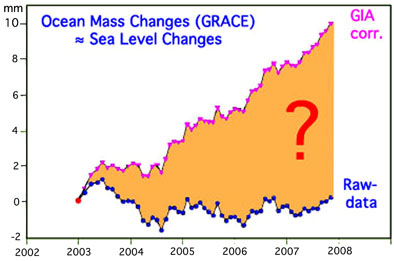 mm
Ocean Mass Changes (GRACE)
≈ Sea Level Changes
GIA
corr.
10
8
6
4
2
0
-2
?
Raw-
data
2002 2003 2004 2005 2006 2007 2008